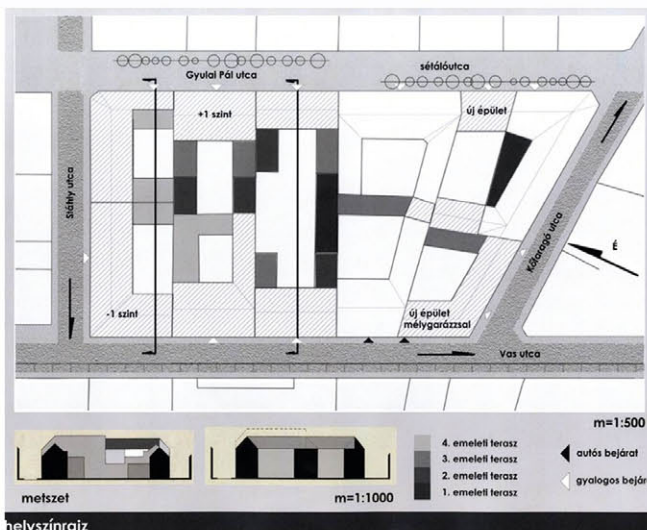 Gyulai Pál utca
sétálóutca
+1 szint
új épület
Stáhly utca
Kőfaragó utca
É
-1 szint
új épület
mélygarázzsal
Vas utca
m=1:500
4. emeleti terasz
3. emeleti terasz
2. emeleti terasz
1. emeleti terasz
autós bejárat
gyalogos bejár
metszet
m=1:1000
helyszínrajz